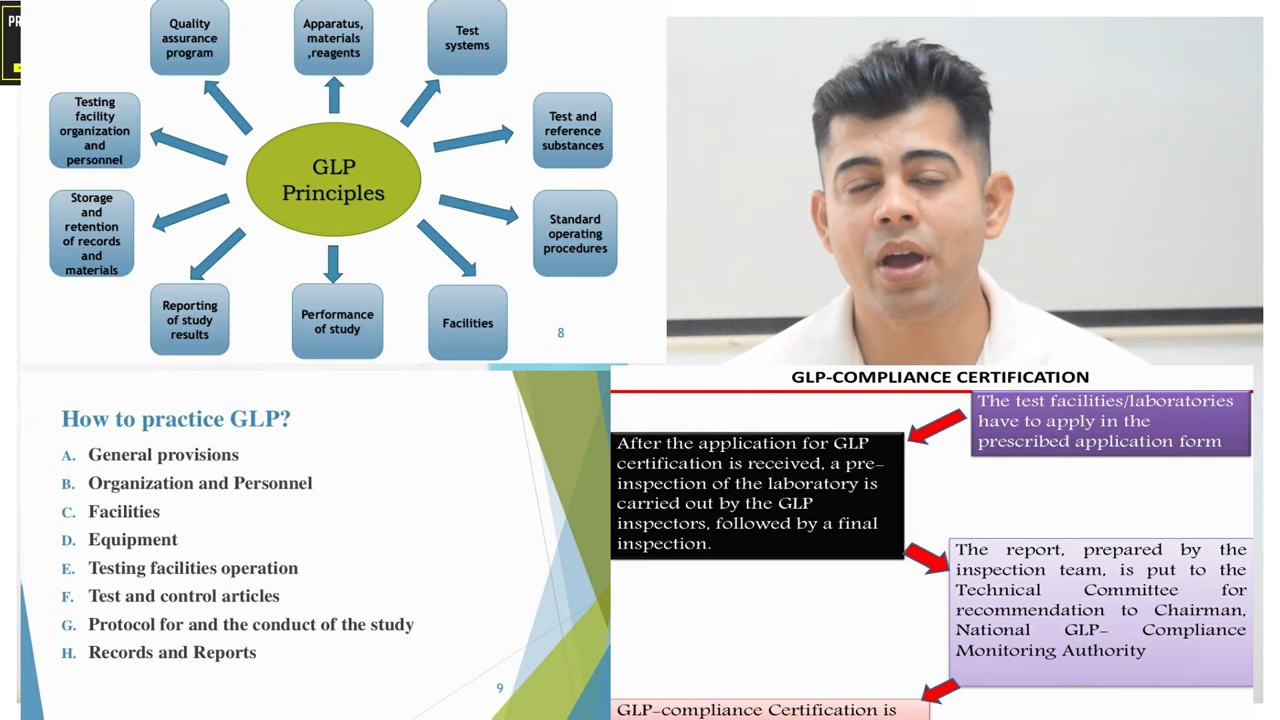 PR
Quality
assurance
program
Apparatus,
materials
,reagents
Test
systems
Testing
facility
organization
and
personnel
GLP
Principles
Test and
reference
substances
Storage
and
retention
of records
and
materials
Standard
operating
procedures
Reporting
of study
results
Performance
of study
Facilities
8
How to practice GLP?
A. General provisions
B. Organization and Personnel
C. Facilities
D. Equipment
E. Testing facilities operation
F. Test and control articles
G. Protocol for and the conduct of the study
H. Records and Reports
9
GLP-COMPLIANCE CERTIFICATION
The test facilities/laboratories
have to apply in the
prescribed application form
After the application for GLP
certification is received, a pre-
inspection of the laboratory is
carried out by the GLP
inspectors, followed by a final
inspection.
The report, prepared by the
inspection team, is put to the
Technical Committee for
recommendation to Chairman,
National GLP- Compliance
Monitoring Authority
GLP-compliance Certification is